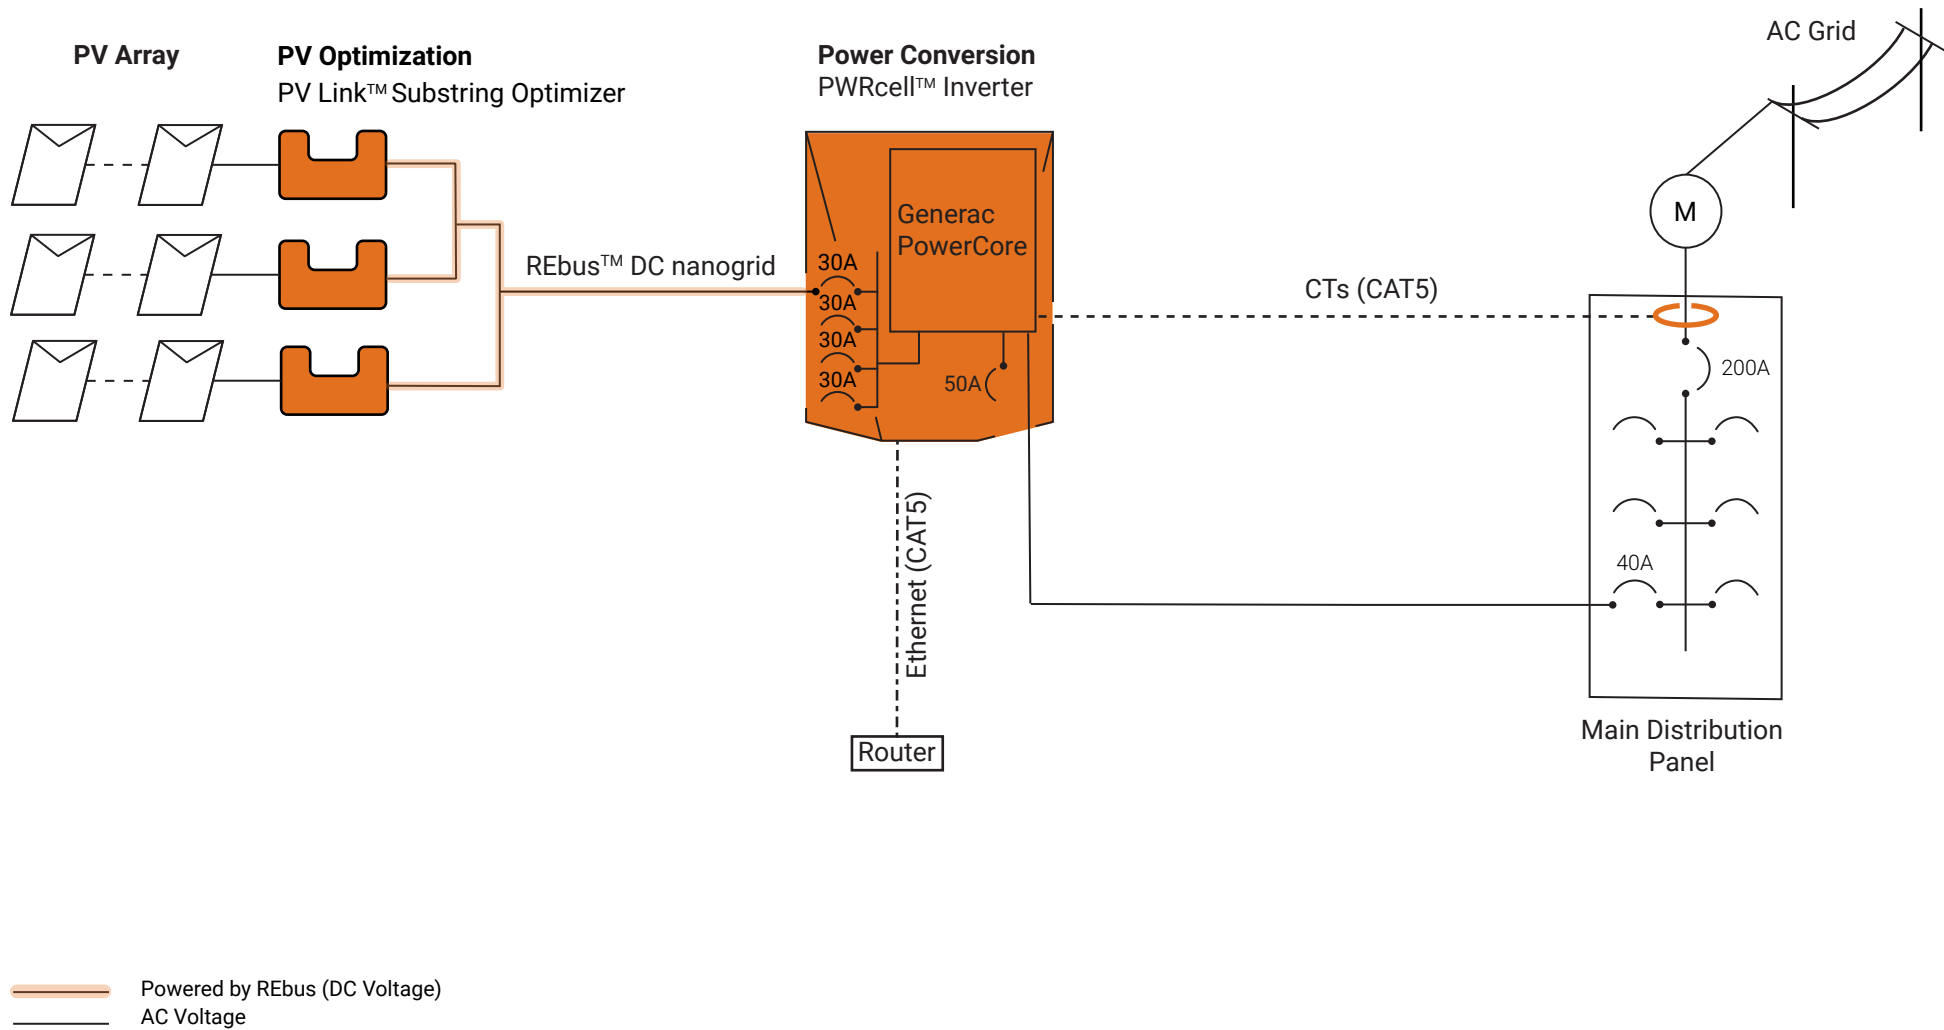 PV Array
PV Optimization
PV Link™ Substring Optimizer
Power Conversion
PWRcell™ Inverter
AC Grid
Generac
PowerCore
M
REbus™ DC nanogrid
30A
30A
30A
30A
50A
CTs (CAT5)
200A
40A
Ethernet (CAT5)
Router
Main Distribution
Panel
Powered by REbus (DC Voltage)
AC Voltage